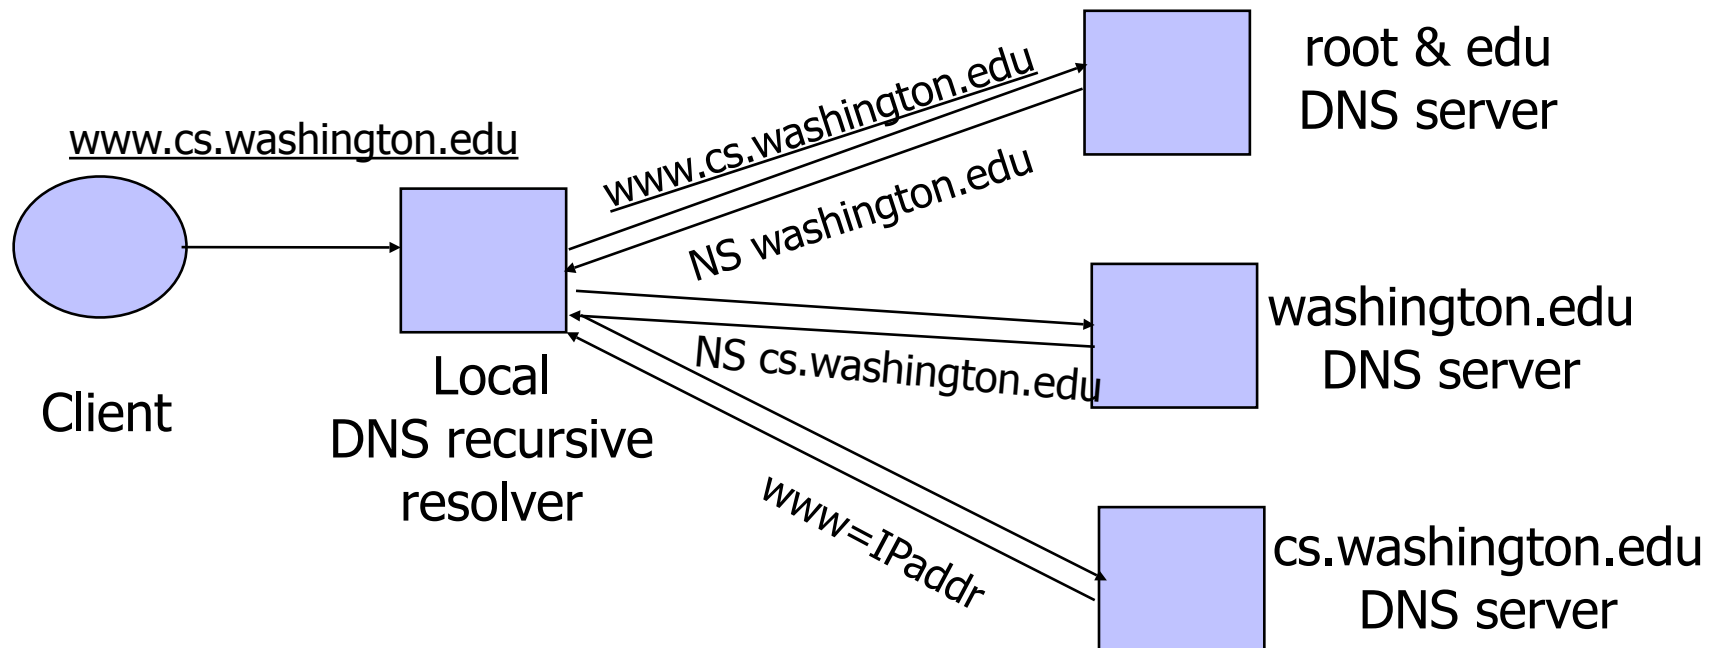 www.cs.washington.edu
Client
Local
DNS recursive
resolver
www.cs.washington.edu
NS washington.edu
root & edu
DNS server
NS cs.washington.edu
washington.edu
DNS server
www=IPaddr
cs.washington.edu
DNS server